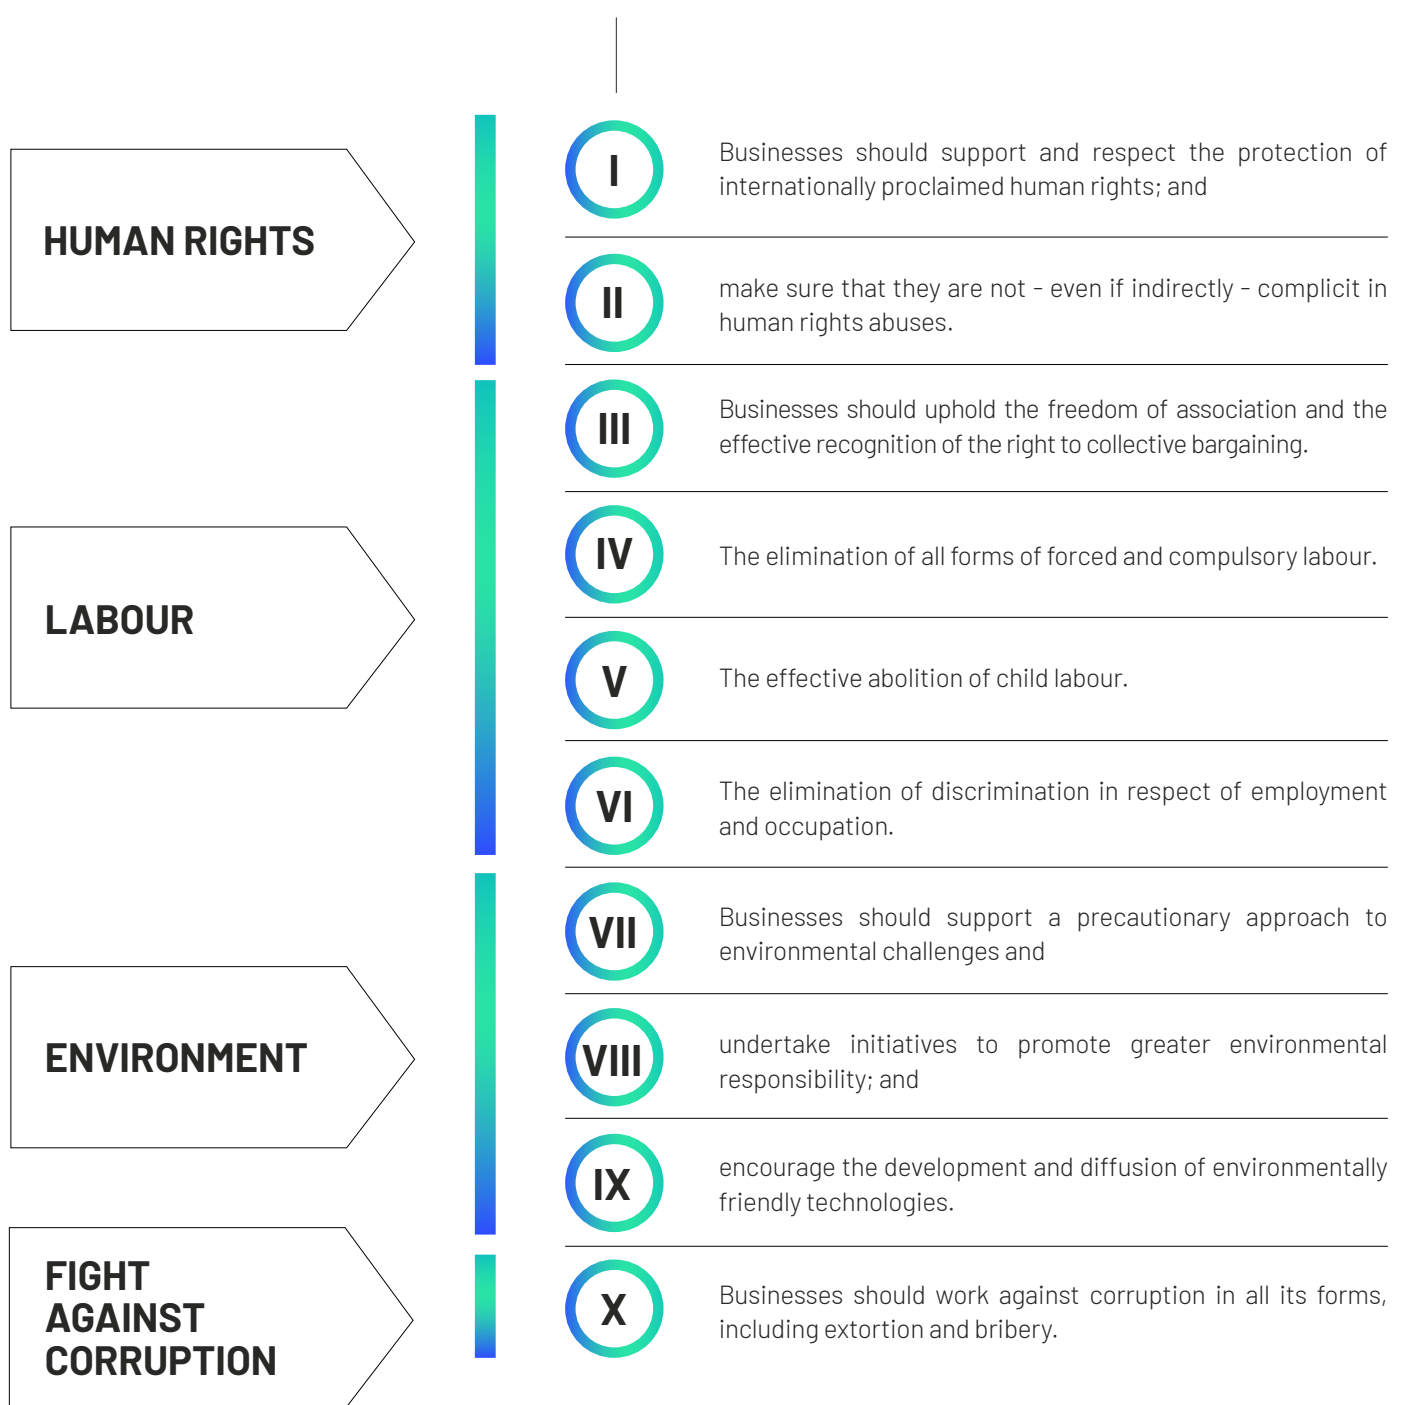 HUMAN RIGHTS
I
Businesses should support and respect the protection of
internationally proclaimed human rights; and
II
make sure that they are not - even if indirectly - complicit in
human rights abuses.
LABOUR
III
Businesses should uphold the freedom of association and the
effective recognition of the right to collective bargaining.
IV
The elimination of all forms of forced and compulsory labour.
V
The effective abolition of child labour.
VI
The elimination of discrimination in respect of employment
and occupation.
ENVIRONMENT
VII
Businesses should support a precautionary approach to
environmental challenges and
VIII
undertake initiatives to promote greater environmental
responsibility; and
IX
encourage the development and diffusion of environmentally
friendly technologies.
FIGHT
AGAINST
CORRUPTION
X
Businesses should work against corruption in all its forms,
including extortion and bribery.